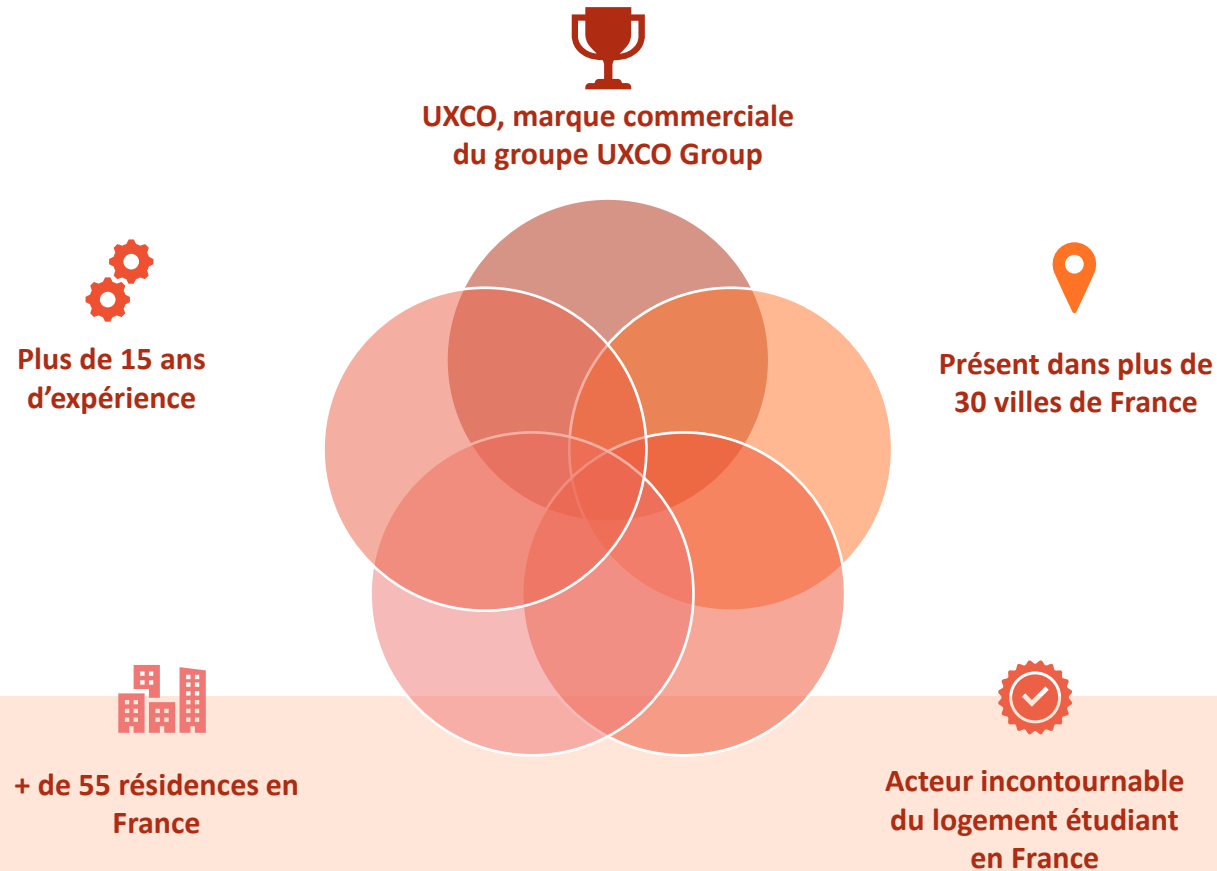 UXCO, marque commerciale
du groupe UXCO Group
Plus de 15 ans
d’expérience
Présent dans plus de
30 villes de France
+ de 55 résidences en
France
Acteur incontournable
du logement étudiant
en France